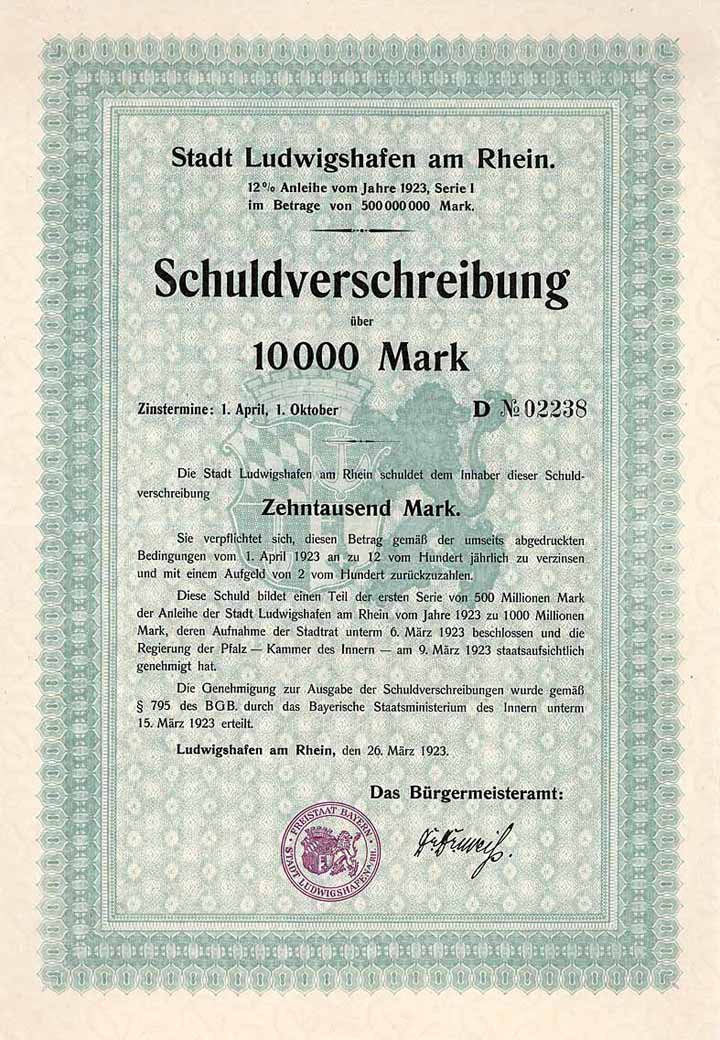 Stadt Ludwigshafen am Rhein.
12% Anleihe vom Jahre 1923, Serie I
im Betrage von 500 000 000 Mark.
Schuldverschreibung
über
10 000 Mark
Zinstermine: 1. April, 1. Oktober D № 02238
Die Stadt Ludwigshafen am Rhein schuldet dem Inhaber dieser Schuld-
verschreibung
Zehntausend Mark.
Sie verpflichtet sich, diesen Betrag gemäß der umseits abgedruckten
Bedingungen vom 1. April 1923 an zu 12 vom Hundert jährlich zu verzinsen
und mit einem Aufgeld von 2 vom Hundert zurückzuzahlen.
Diese Schuld bildet einen Teil der ersten Serie von 500 Millionen Mark
der Anleihe der Stadt Ludwigshafen am Rhein vom Jahre 1923 zu 1000 Millionen
Mark, deren Aufnahme der Stadtrat unterm 6. März 1923 beschlossen und die
Regierung der Pfalz — Kammer des Innern — am 9. März 1923 staatsaufsichtlich
genehmigt hat.
Die Genehmigung zur Ausgabe der Schuldverschreibungen wurde gemäß
§ 795 des BGB. durch das Bayerische Staatsministerium des Innern unterm
15. März 1923 erteilt.
Ludwigshafen am Rhein, den 26. März 1923.
Das Bürgermeisteramt:
FREISTAAT BAYERN
STADT LUDWIGSHAFEN A/RH.